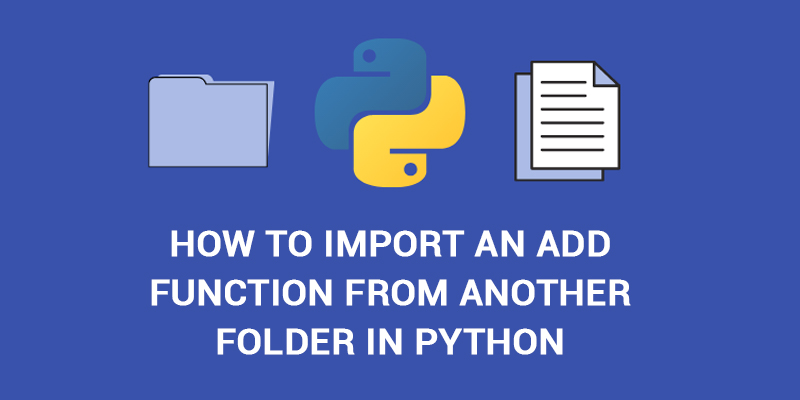 HOW TO IMPORT AN ADD
FUNCTION FROM ANOTHER
FOLDER IN PYTHON